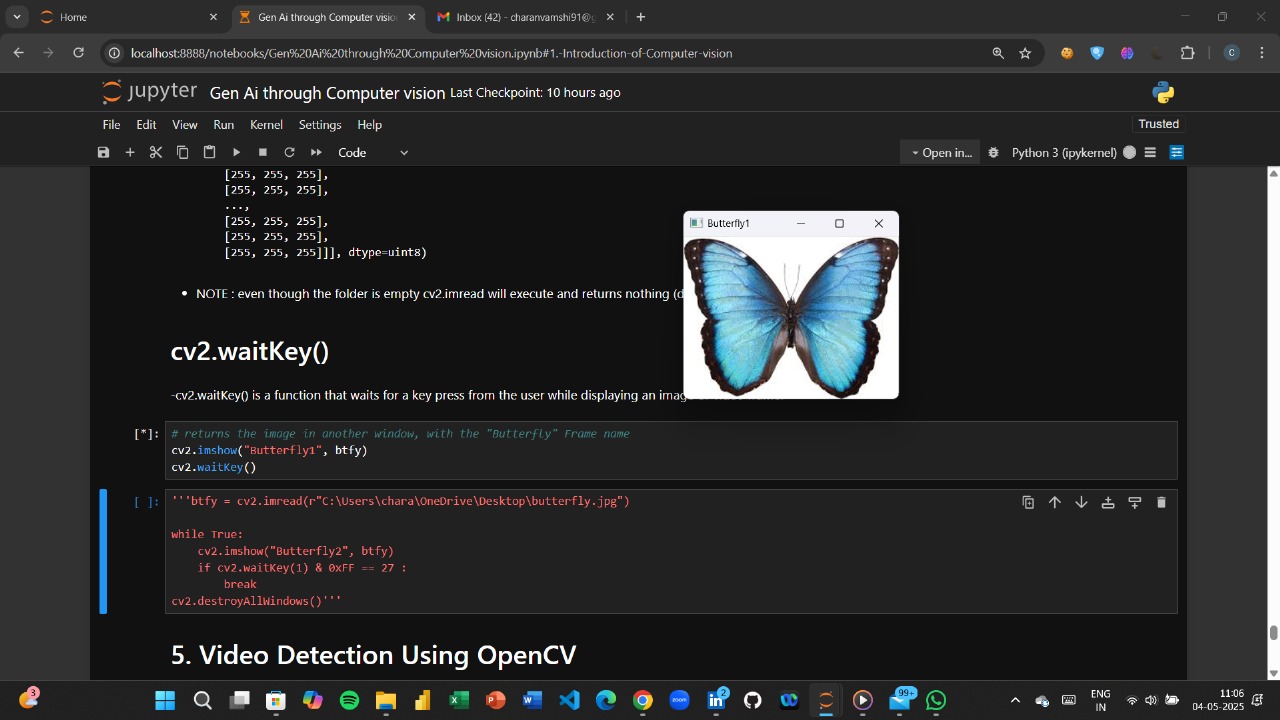 Home
Gen Ai through Computer visio
Inbox (42) - charanvamshi91@g
localhost:8888/notebooks/Gen%20Ai%20through%20Computer%20vision.ipynb#1.-Introduction-of-Computer-vision
C
jupyter Gen Ai through Computer vision Last Checkpoint: 10 hours ago
File Edit View Run Kernel Settings Help
Trusted
Code
Open in...
Python 3 (ipykernel)
[255, 255, 255],
[255, 255, 255],
...,
[255, 255, 255],
[255, 255, 255],
[255, 255, 255]]], dtype=uint8)
Butterfly1
• NOTE : even though the folder is empty cv2.imread will execute and returns nothing (d
cv2.waitKey()
-cv2.waitKey() is a function that waits for a key press from the user while displaying an imag
[*]:
# returns the image in another window, with the "Butterfly" Frame name
cv2.imshow("Butterfly1", btfy)
cv2.waitKey()
[ ]:
'''btfy = cv2.imread(r"C:\Users\chara\OneDrive\Desktop\butterfly.jpg")
while True:
cv2.imshow("Butterfly2", btfy)
if cv2.waitKey(1) & 0xFF == 27 :
break
cv2.destroyAllWindows()'''
5. Video Detection Using OpenCV
3
zoom
2
99+
ENG
IN
11:06
04-05-2025